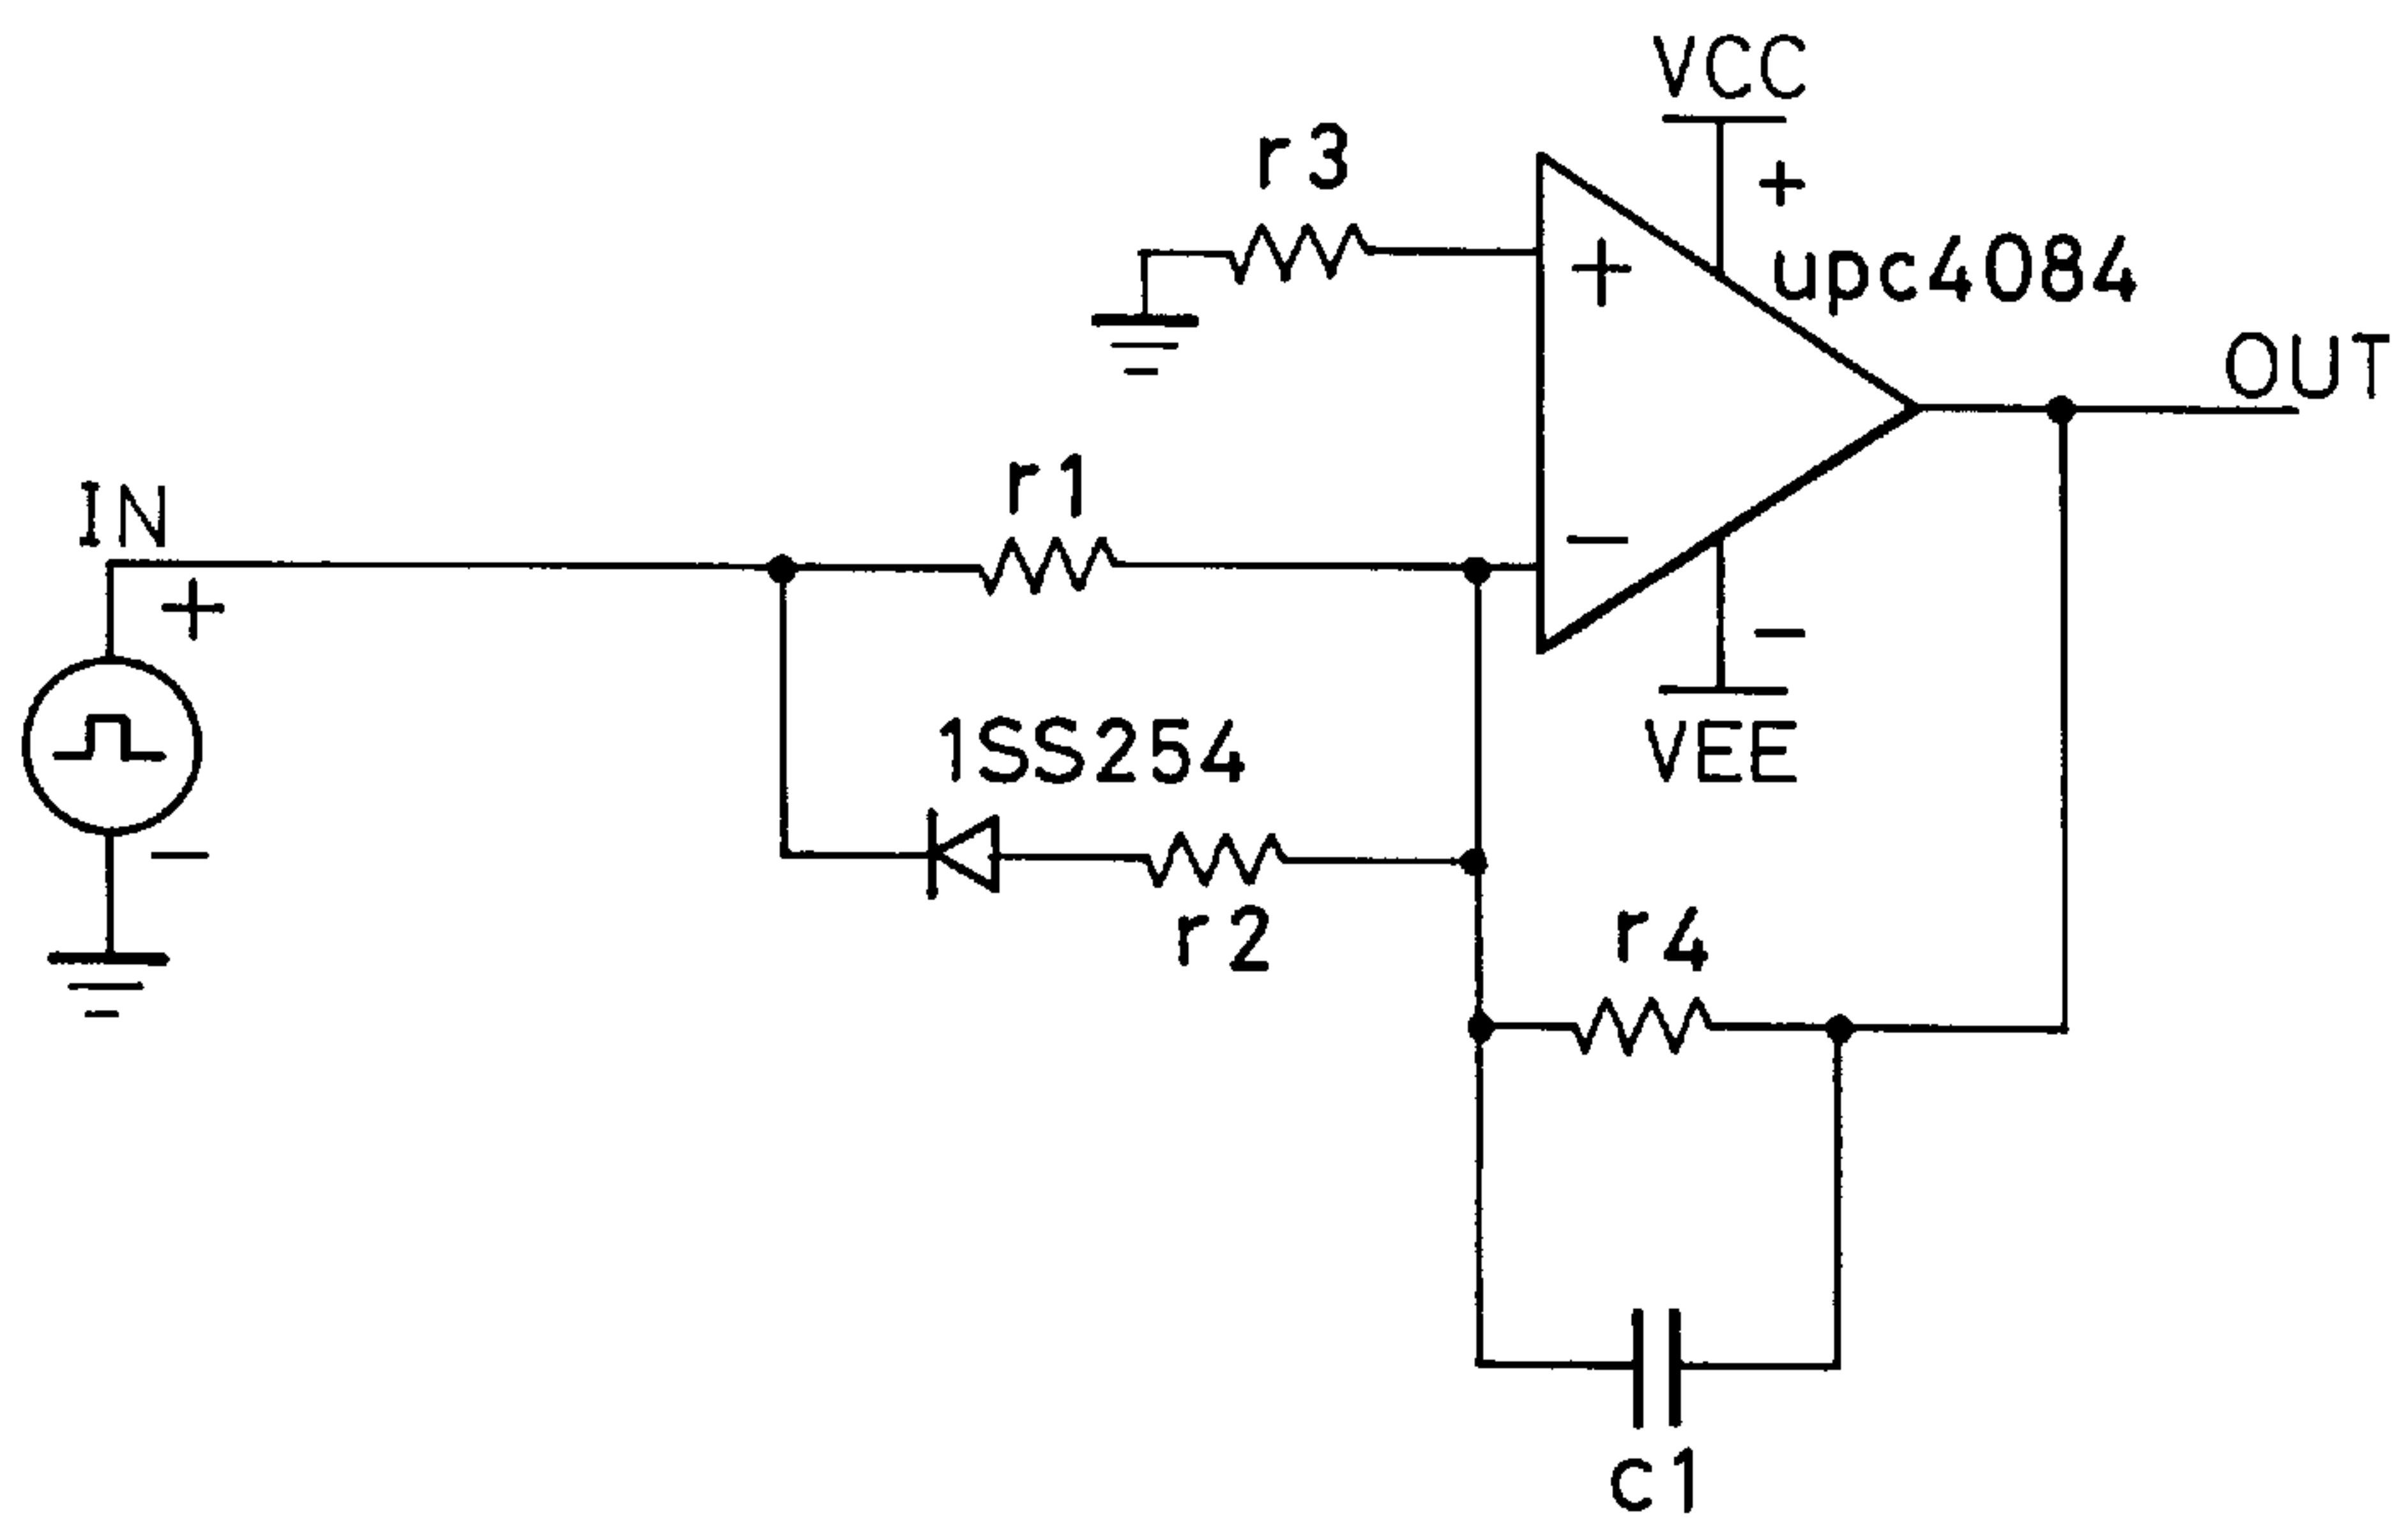 VCC
r3
+
+
upc4084
OUT
r1
IN
−
+
−
VEE
1SS254
−
r2
r4
c1